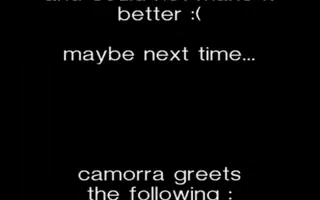 better :(
maybe next time...
camorra greets
the following :